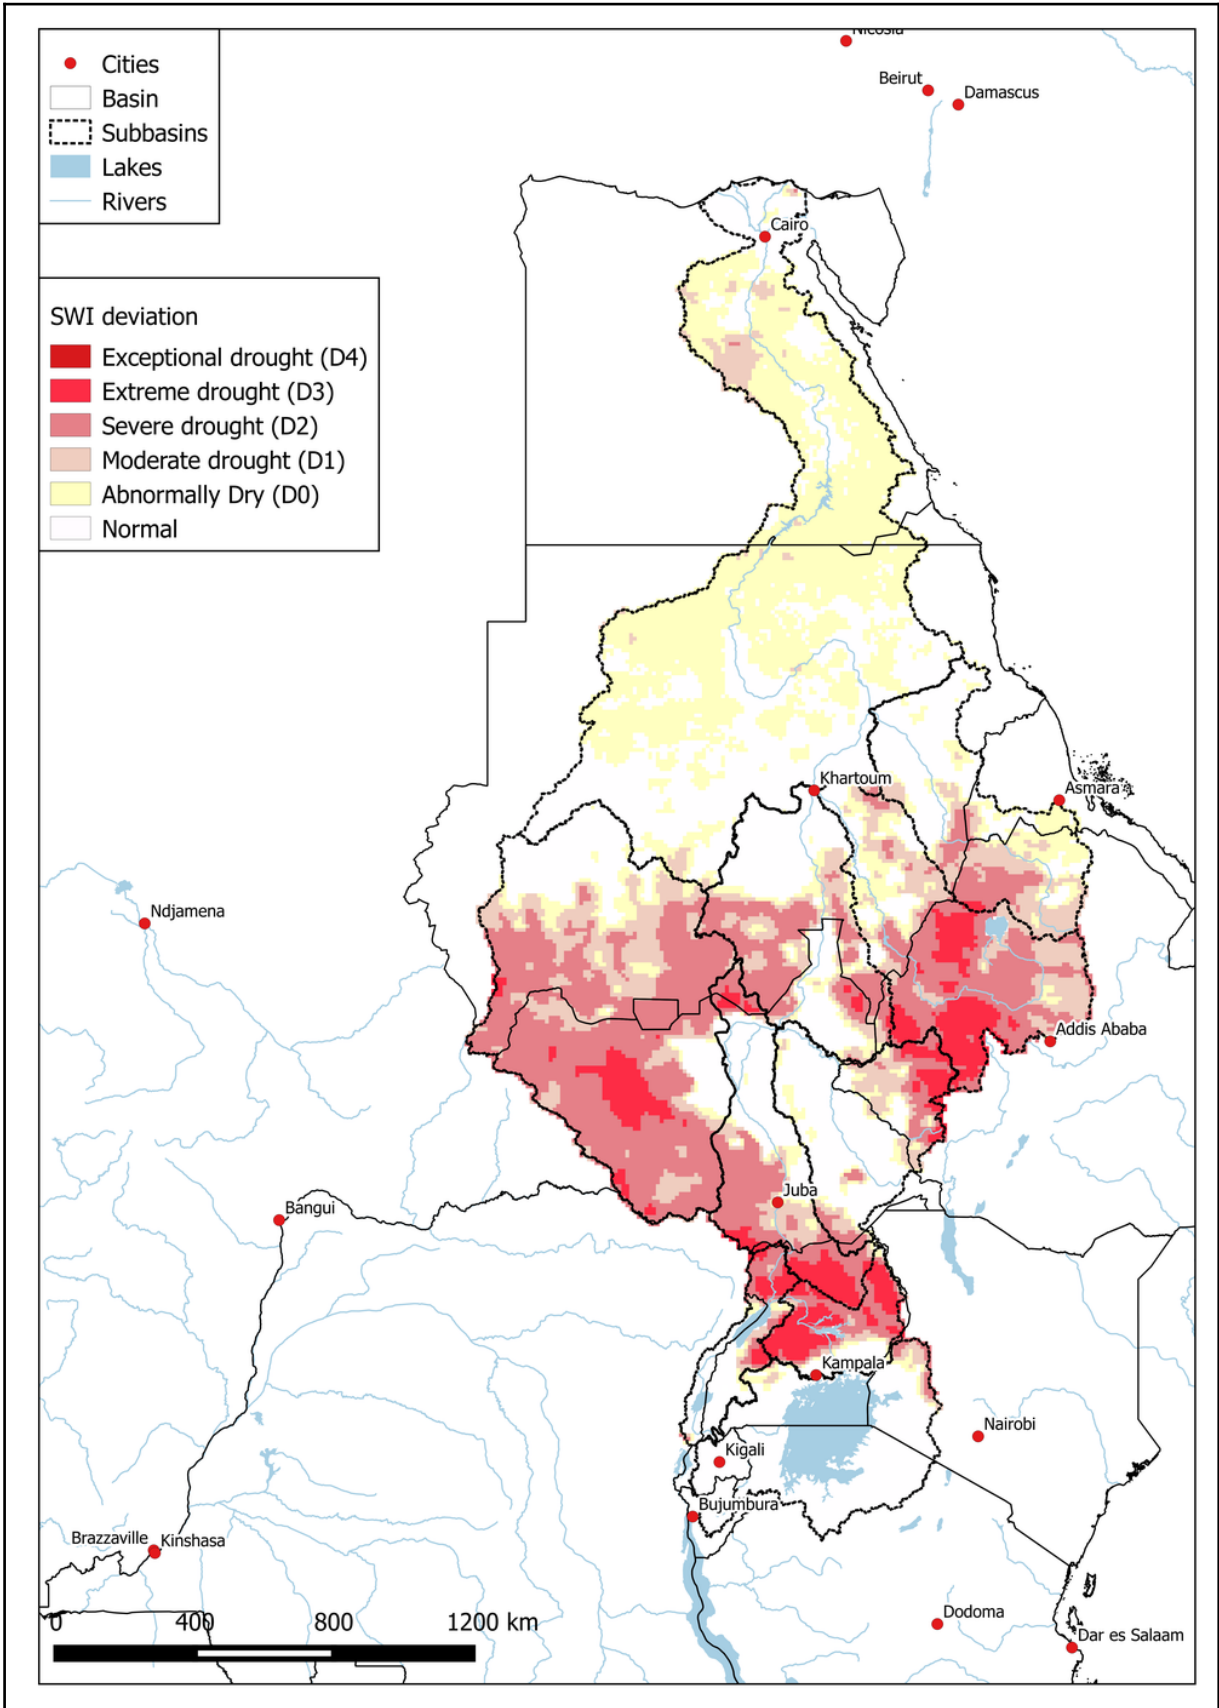 Nicosia
Cities
Basin
Subbasins
Lakes
Rivers
Beirut
Damascus
Cairo
SWI deviation
Exceptional drought (D4)
Extreme drought (D3)
Severe drought (D2)
Moderate drought (D1)
Abnormally Dry (D0)
Normal
Khartoum
Asmara
Ndjamena
Addis Ababa
Juba
Bangui
Kampala
Nairobi
Kigali
Bujumbura
Brazzaville
Kinshasa
Dodoma
Dar es Salaam
0 400 800 1200 km